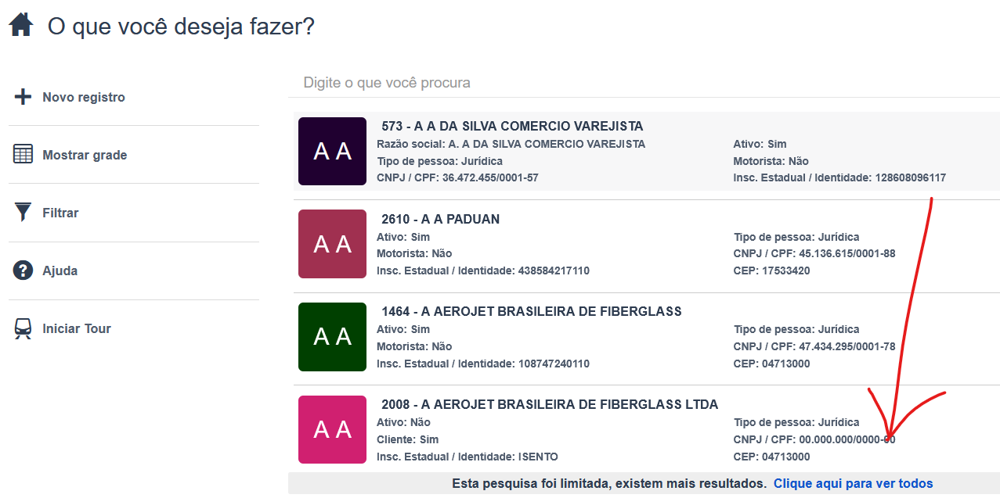 O que você deseja fazer?
Novo registro
Mostrar grade
Filtrar
Ajuda
Iniciar Tour
Digite o que você procura
A A
573 - A A DA SILVA COMERCIO VAREJISTA
Razão social: A. A DA SILVA COMERCIO VAREJISTA
Ativo: Sim
Tipo de pessoa: Jurídica
Motorista: Não
CNPJ / CPF: 36.472.455/0001-57
Insc. Estadual / Identidade: 128608096117
A A
2610 - A A PADUAN
Ativo: Sim
Tipo de pessoa: Jurídica
Motorista: Não
CNPJ / CPF: 45.136.615/0001-88
Insc. Estadual / Identidade: 438584217110
CEP: 17533420
A A
1464 - A AEROJET BRASILEIRA DE FIBERGLASS
Ativo: Sim
Tipo de pessoa: Jurídica
Motorista: Não
CNPJ / CPF: 47.434.295/0001-78
Insc. Estadual / Identidade: 108747240110
CEP: 04713000
A A
2008 - A AEROJET BRASILEIRA DE FIBERGLASS LTDA
Ativo: Não
Tipo de pessoa: Jurídica
Cliente: Sim
CNPJ / CPF: 00.000.000/0000-00
Insc. Estadual / Identidade: ISENTO
CEP: 04713000
Esta pesquisa foi limitada, existem mais resultados. Clique aqui para ver todos